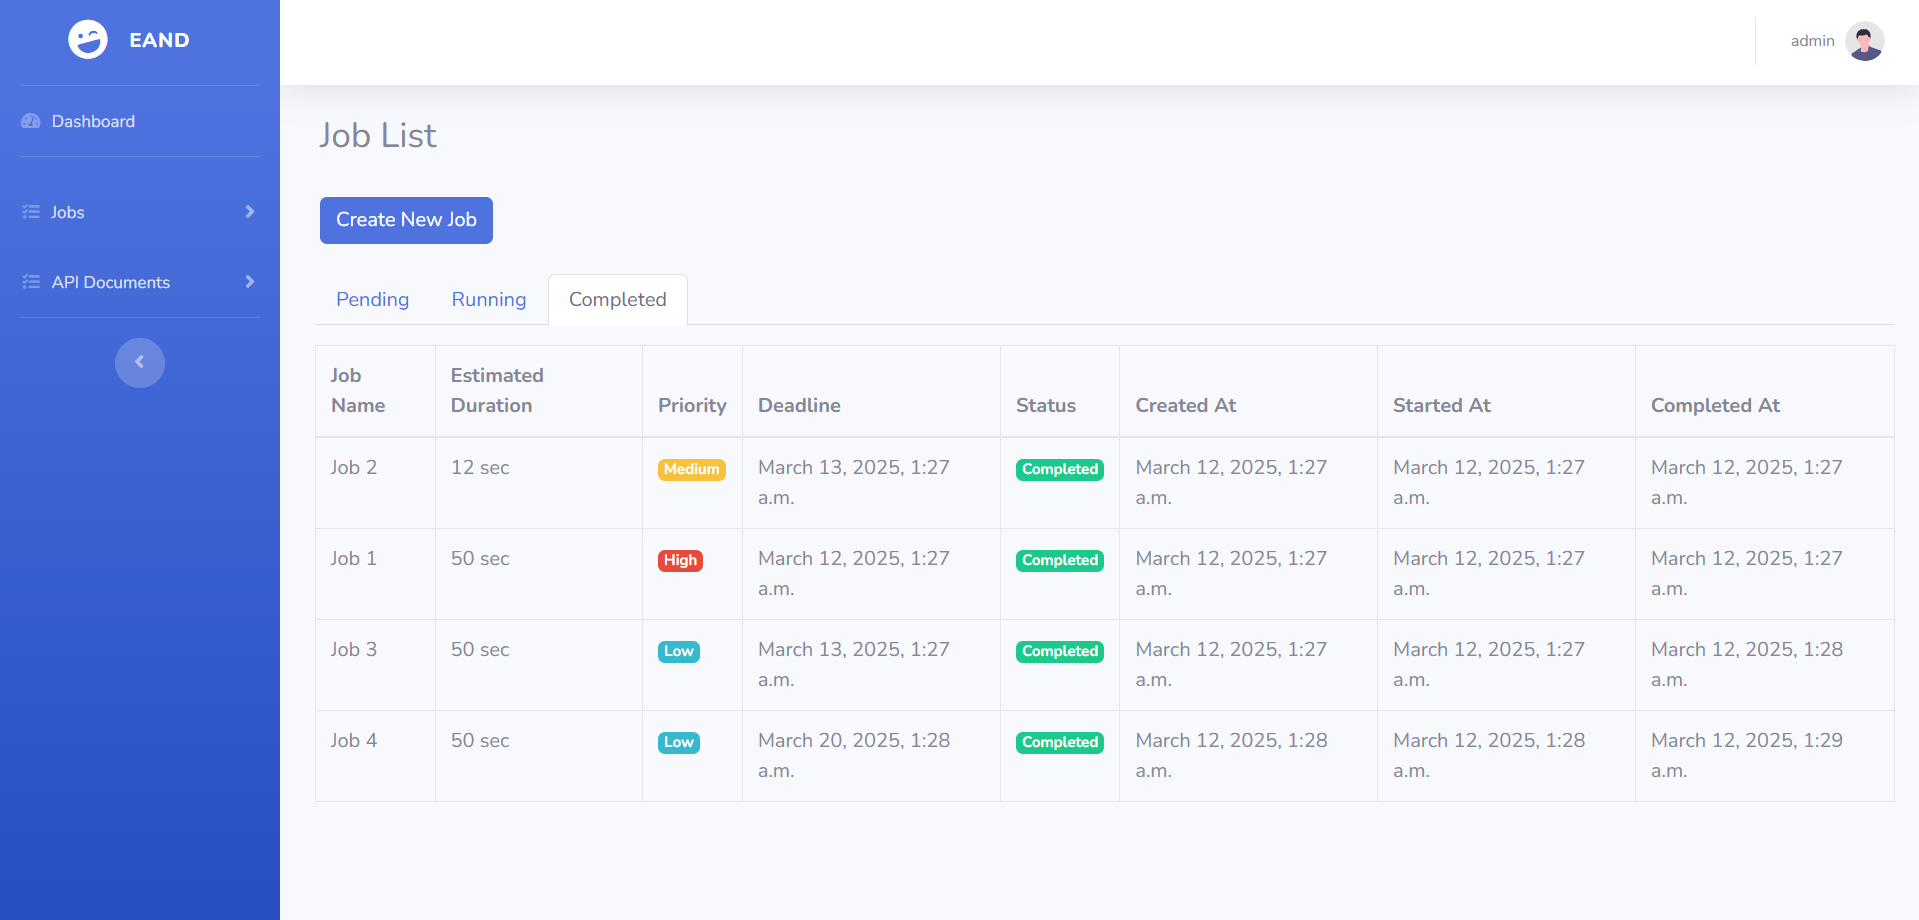 EAND
admin
Dashboard
Job List
Jobs
Create New Job
API Documents
Pending Running Completed
Job Name Estimated Duration Priority Deadline Status Created At Started At Completed At
Job 2 12 sec Medium March 13, 2025, 1:27 a.m. Completed March 12, 2025, 1:27 a.m. March 12, 2025, 1:27 a.m. March 12, 2025, 1:27 a.m.
Job 1 50 sec High March 12, 2025, 1:27 a.m. Completed March 12, 2025, 1:27 a.m. March 12, 2025, 1:27 a.m. March 12, 2025, 1:27 a.m.
Job 3 50 sec Low March 13, 2025, 1:27 a.m. Completed March 12, 2025, 1:27 a.m. March 12, 2025, 1:27 a.m. March 12, 2025, 1:28 a.m.
Job 4 50 sec Low March 20, 2025, 1:28 a.m. Completed March 12, 2025, 1:28 a.m. March 12, 2025, 1:28 a.m. March 12, 2025, 1:29 a.m.